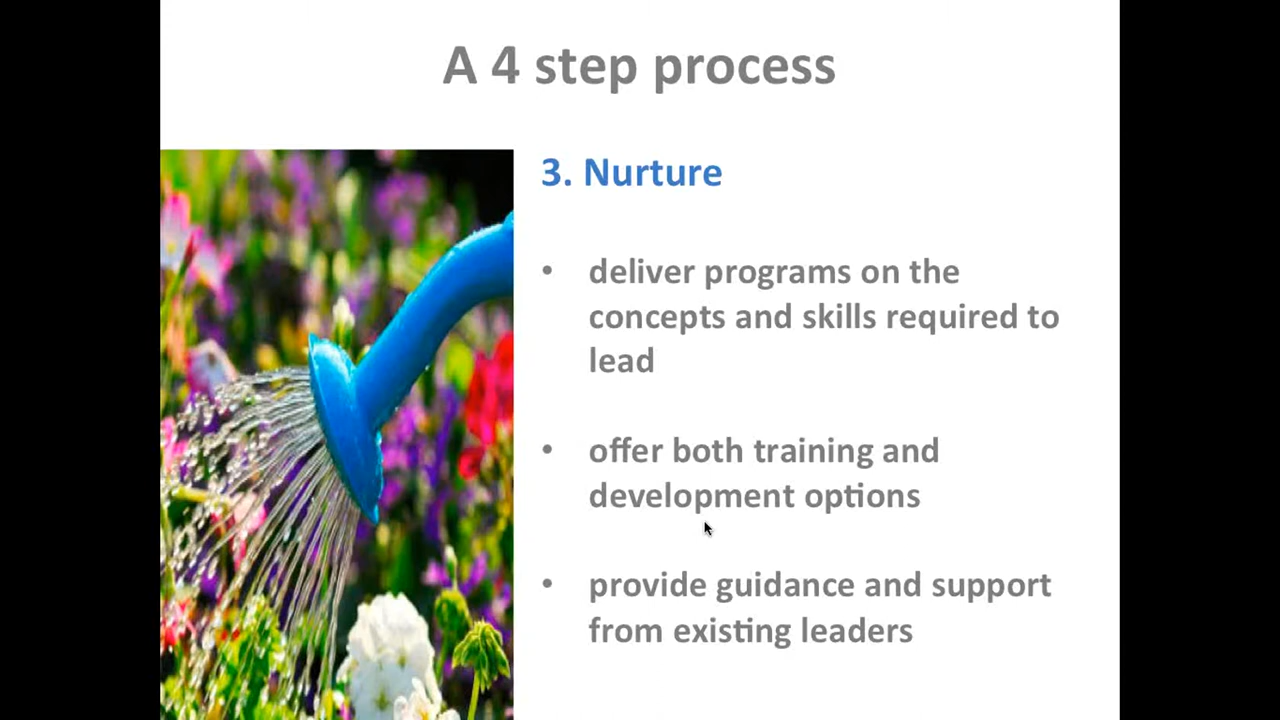 A 4 step process
3. Nurture
• deliver programs on the
concepts and skills required to
lead
• offer both training and
development options
• provide guidance and support
from existing leaders